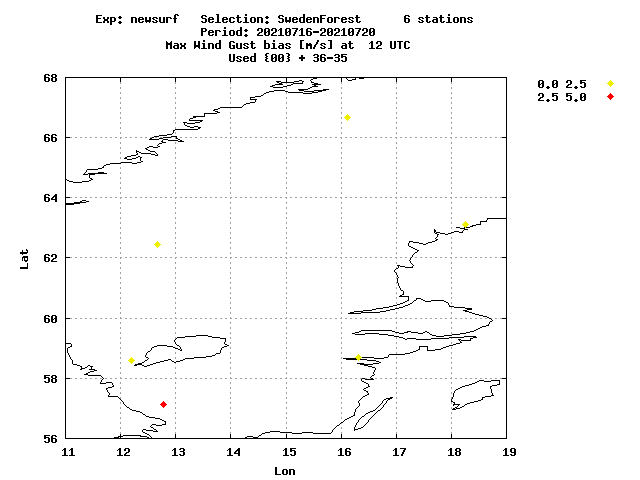 Exp: newsurf   Selection: SwedenForest      6 stations
Period: 20210716-20210720
Max Wind Gust bias [m/s] at  12 UTC
Used {00} + 36-35
0.0 2.5
2.5 5.0
68
66
64
62
60
58
56
Lat
11 12 13 14 15 16 17 18 19
Lon